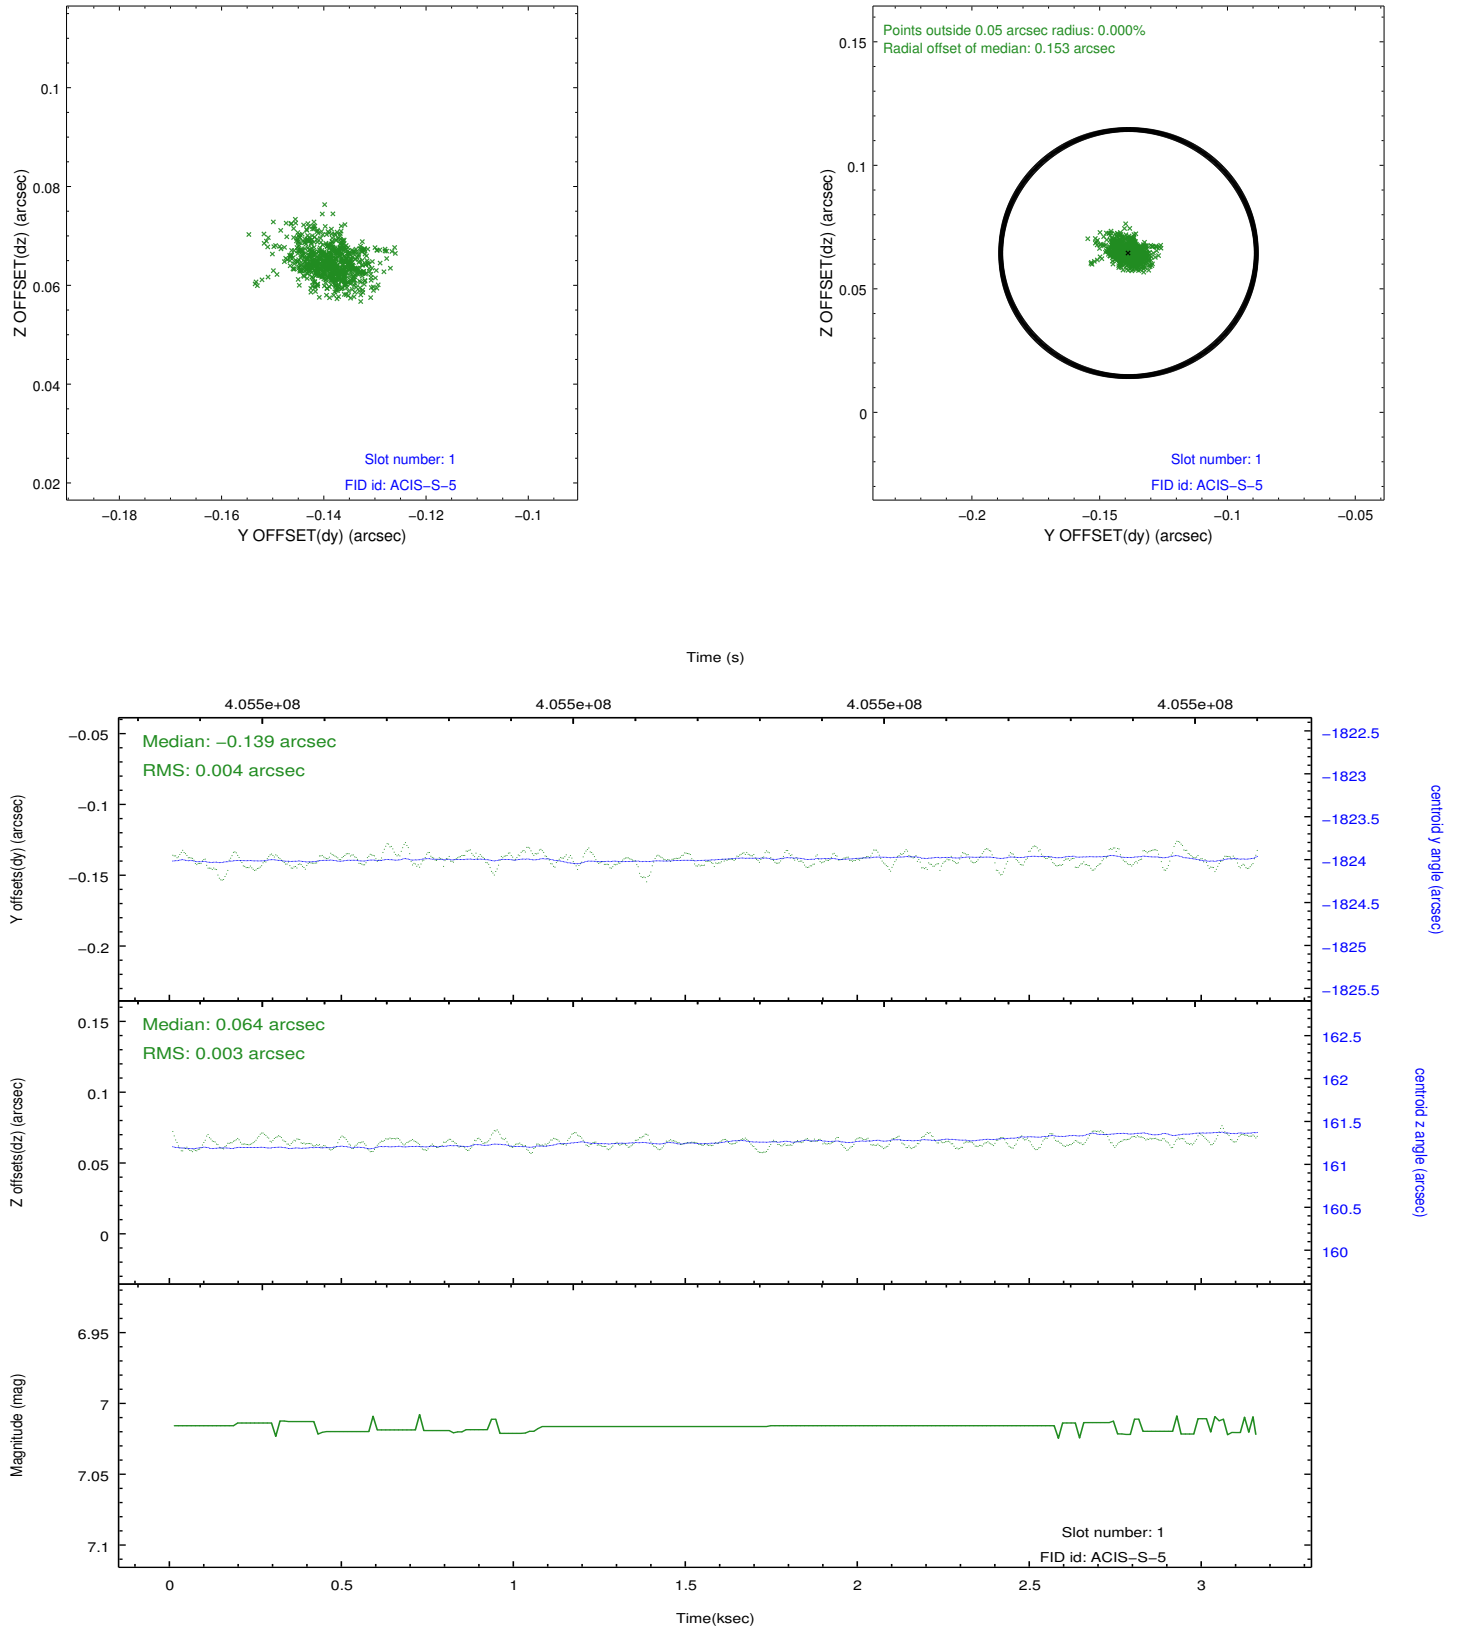 0.1
0.08
0.06
0.04
0.02
Z OFFSET(dz) (arcsec)
Slot number: 1
FID id: ACIS−S−5
−0.18 −0.16 −0.14 −0.12 −0.1
Y OFFSET(dy) (arcsec)
Points outside 0.05 arcsec radius: 0.000%
Radial offset of median: 0.153 arcsec
0.15
0.1
0.05
0
Z OFFSET(dz) (arcsec)
Slot number: 1
FID id: ACIS−S−5
−0.2 −0.15 −0.1 −0.05
Y OFFSET(dy) (arcsec)
Time (s)
4.055e+08 4.055e+08 4.055e+08 4.055e+08
Median: −0.139 arcsec
RMS: 0.004 arcsec
−0.05
−0.1
−0.15
−0.2
Y offsets(dy) (arcsec)
−1822.5
−1823
−1823.5
−1824
−1824.5
−1825
−1825.5
centroid y angle (arcsec)
Median: 0.064 arcsec
RMS: 0.003 arcsec
0.15
0.1
0.05
0
Z offsets(dz) (arcsec)
162.5
162
161.5
161
160.5
160
centroid z angle (arcsec)
6.95
7
7.05
7.1
Magnitude (mag)
Slot number: 1
FID id: ACIS−S−5
0 0.5 1 1.5 2 2.5 3
Time(ksec)